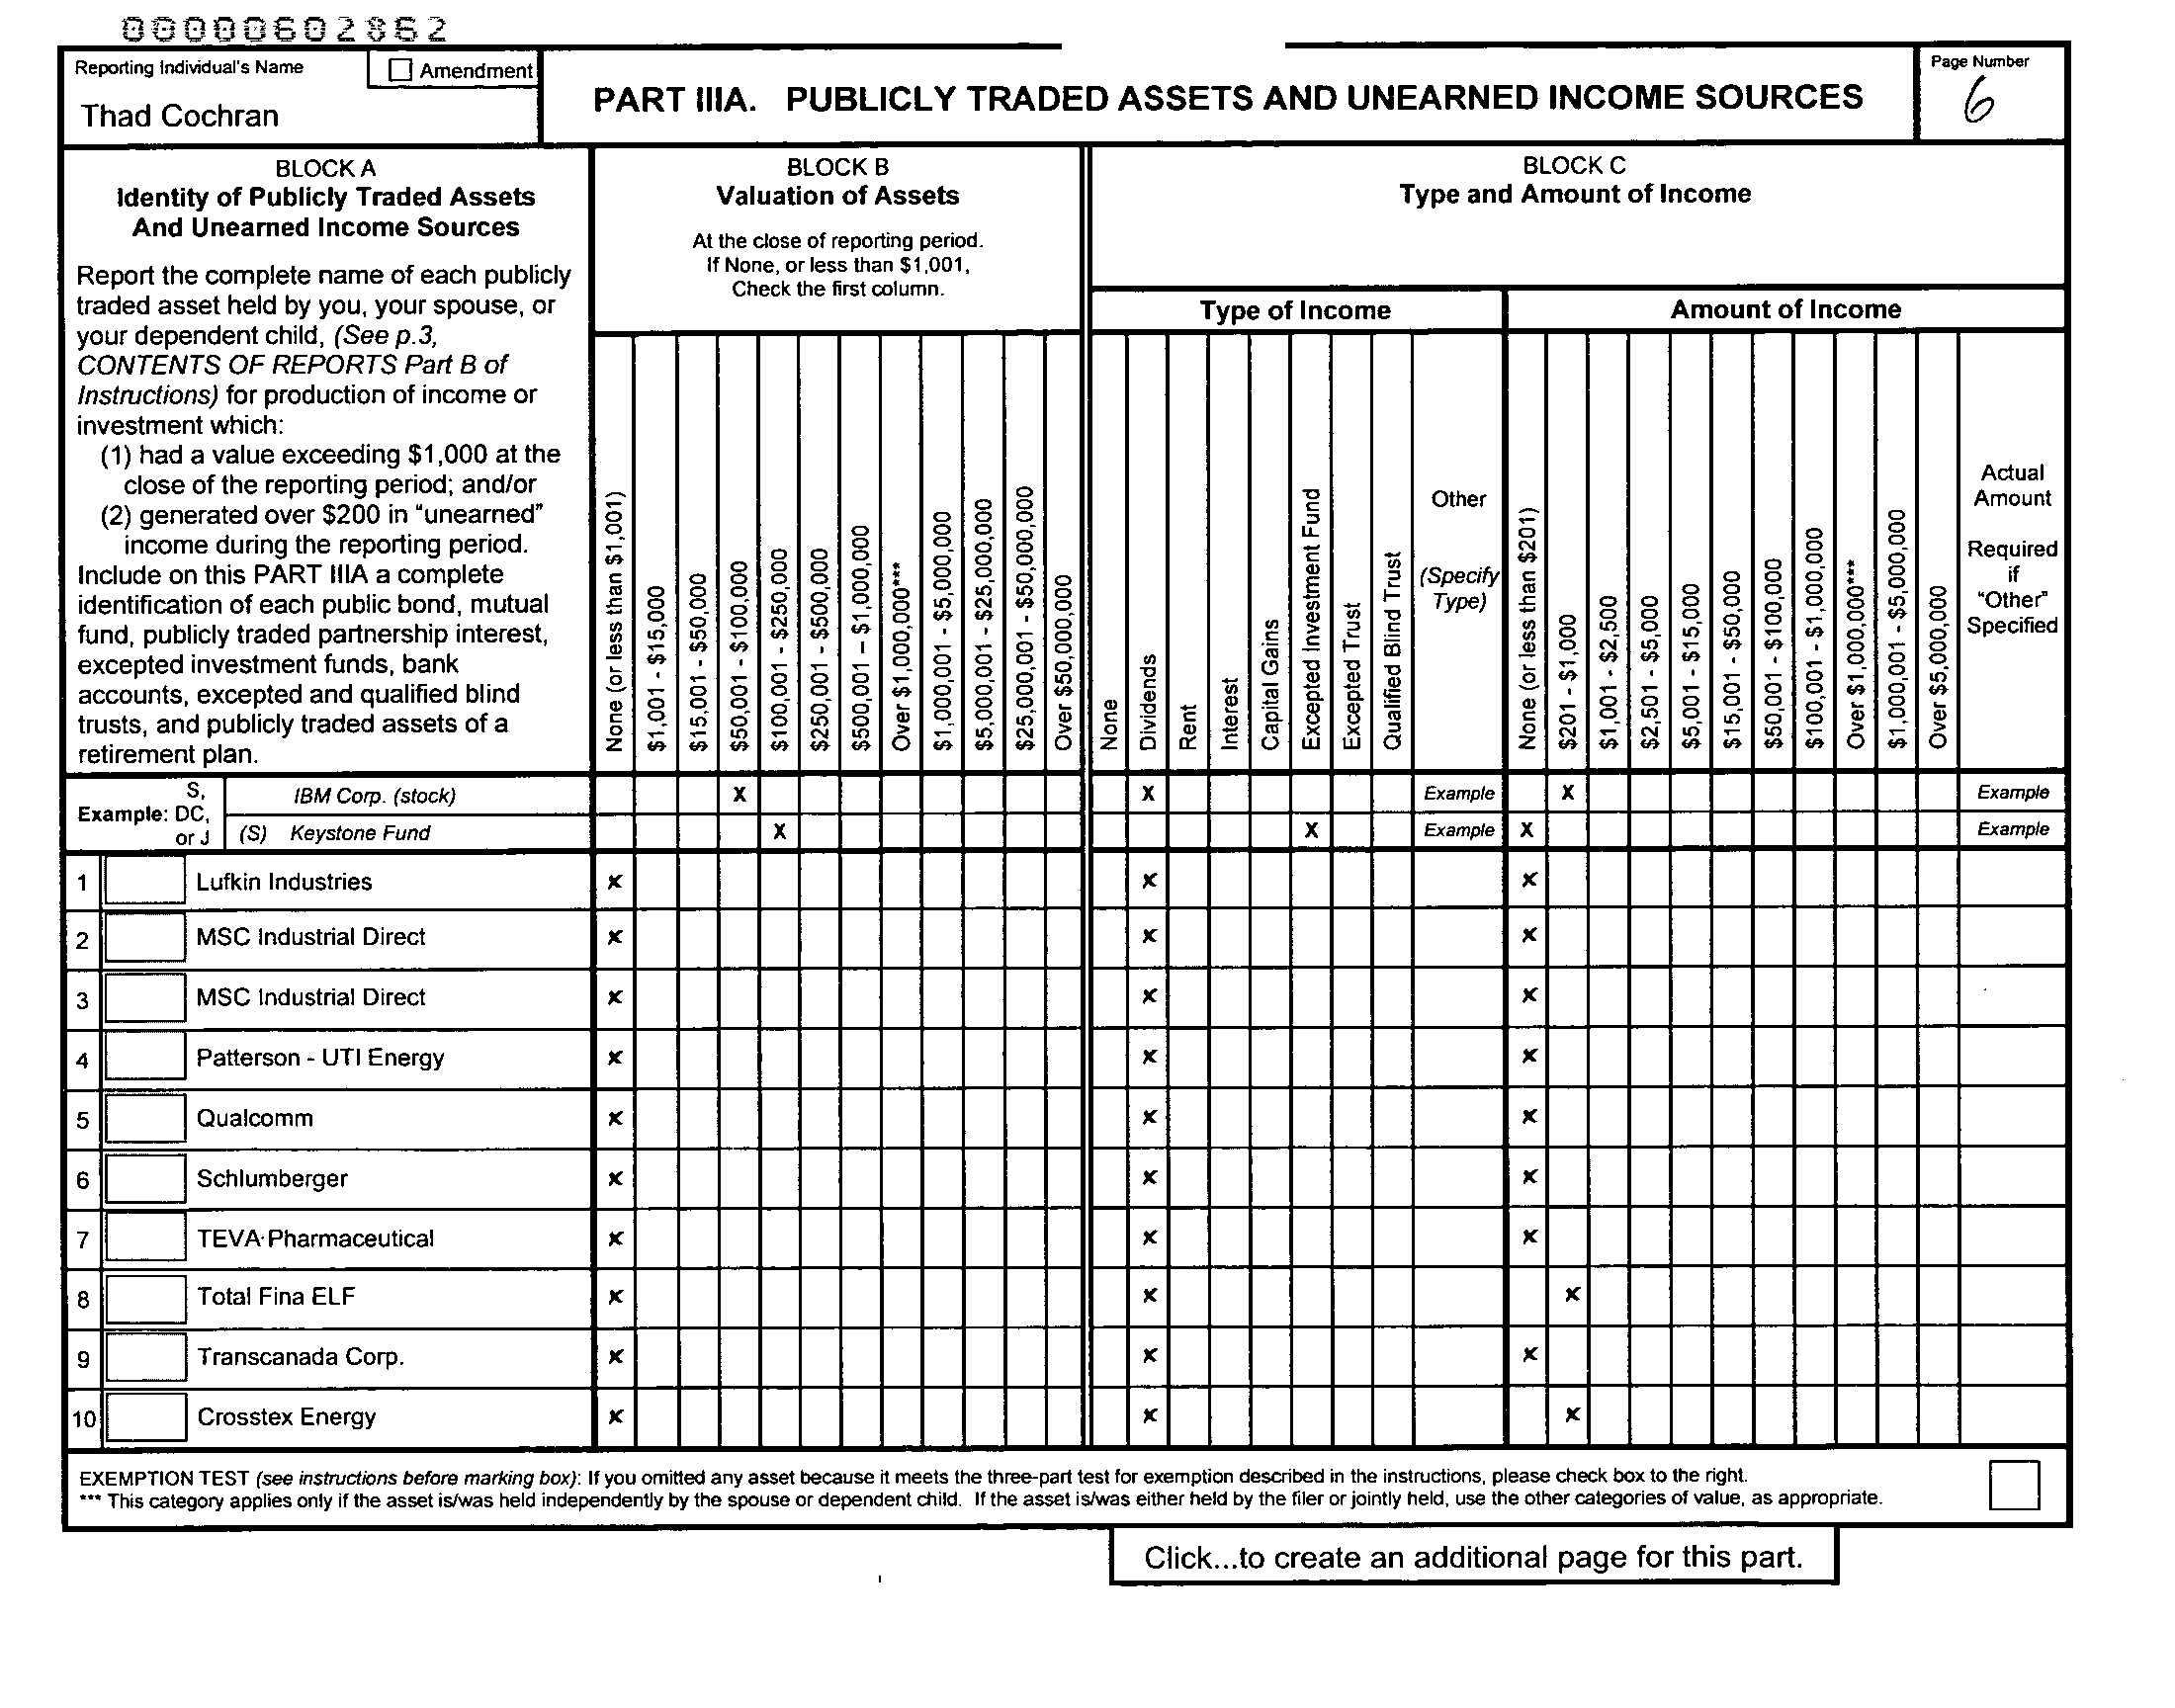 00000602862
Reporting Individual's Name
Amendment
Thad Cochran
PART IIIA. PUBLICLY TRADED ASSETS AND UNEARNED INCOME SOURCES
Page Number
6
BLOCK A
Identity of Publicly Traded Assets
And Unearned Income Sources
Report the complete name of each publicly
traded asset held by you, your spouse, or
your dependent child, (See p.3,
CONTENTS OF REPORTS Part B of
Instructions) for production of income or
investment which:
(1) had a value exceeding $1,000 at the
close of the reporting period; and/or
(2) generated over $200 in "unearned"
income during the reporting period.
Include on this PART IIIA a complete
identification of each public bond, mutual
fund, publicly traded partnership interest,
excepted investment funds, bank
accounts, excepted and qualified blind
trusts, and publicly traded assets of a
retirement plan.
BLOCK B
Valuation of Assets
At the close of reporting period.
If None, or less than $1,001,
Check the first column.
None (or less than $1,001)
$1,001 - $15,000
$15,001 - $50,000
$50,001 - $100,000
$100,001 - $250,000
$250,001 - $500,000
$500,001 – $1,000,000
Over $1,000,000***
$1,000,001 - $5,000,000
$5,000,001 - $25,000,000
$25,000,001 - $50,000,000
Over $50,000,000
BLOCK C
Type and Amount of Income
Type of Income
None
Dividends
Rent
Interest
Capital Gains
Excepted Investment Fund
Excepted Trust
Qualified Blind Trust
Other
(Specify
Type)
Amount of Income
None (or less than $201)
$201 - $1,000
$1,001 - $2,500
$2,501 - $5,000
$5,001 - $15,000
$15,001 - $50,000
$50,001 - $100,000
$100,001 - $1,000,000
Over $1,000,000***
$1,000,001 - $5,000,000
Over $5,000,000
Actual
Amount
Required
if
"Other"
Specified
Example: S,
DC,
or J
IBM Corp. (stock) X X Example X Example
(S) Keystone Fund X X Example X Example
1 Lufkin Industries x x x
2 MSC Industrial Direct x x x
3 MSC Industrial Direct x x x
4 Patterson - UTI Energy x x x
5 Qualcomm x x x
6 Schlumberger x x x
7 TEVA Pharmaceutical x x x
8 Total Fina ELF x x x
9 Transcanada Corp. x x x
10 Crosstex Energy x x x
EXEMPTION TEST (see instructions before marking box): If you omitted any asset because it meets the three-part test for exemption described in the instructions, please check box to the right.
*** This category applies only if the asset is/was held independently by the spouse or dependent child. If the asset is/was either held by the filer or jointly held, use the other categories of value, as appropriate.
Click...to create an additional page for this part.